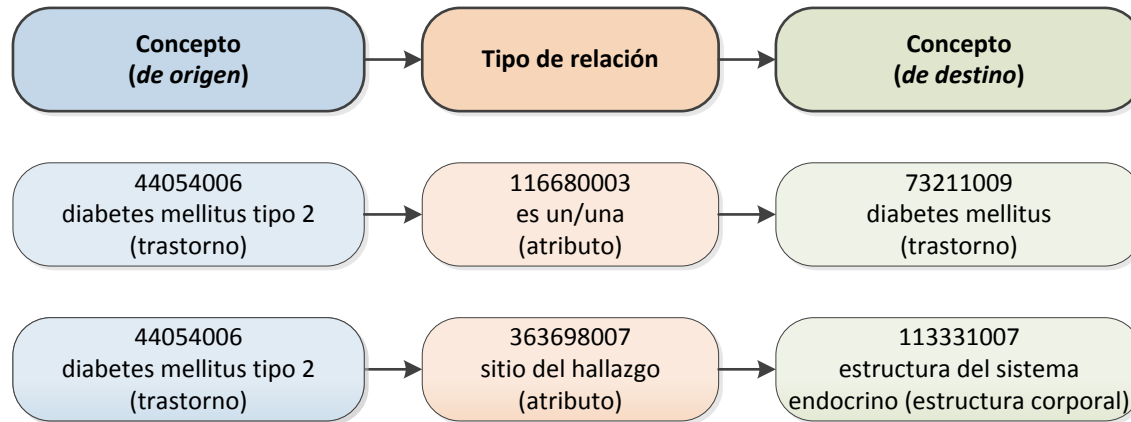 Concepto
(de origen)
Tipo de relación
Concepto
(de destino)
44054006
diabetes mellitus tipo 2
(trastorno)
116680003
es un/una
(atributo)
73211009
diabetes mellitus
(trastorno)
44054006
diabetes mellitus tipo 2
(trastorno)
363698007
sitio del hallazgo
(atributo)
113331007
estructura del sistema
endocrino (estructura corporal)